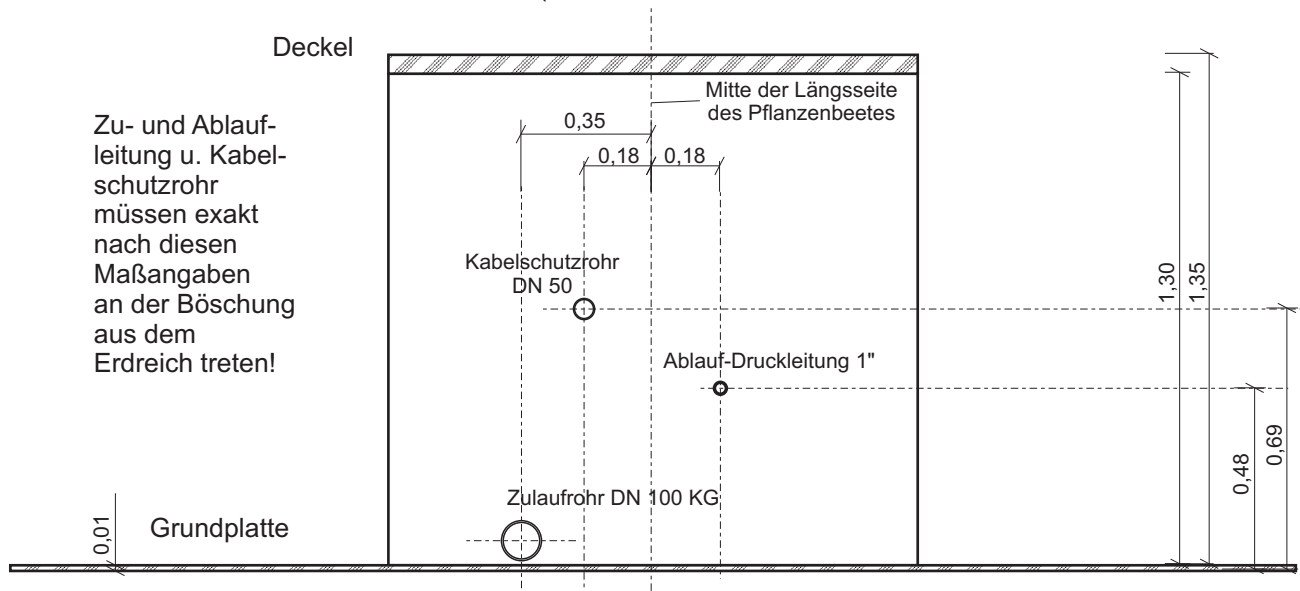 Deckel
Mitte der Längsseite
des Pflanzenbeetes
Zu- und Ablauf-
leitung u. Kabel-
schutzrohr
müssen exakt
nach diesen
Maßangaben
an der Böschung
aus dem
Erdreich treten!
0,35
0,18
0,18
Kabelschutzrohr
DN 50
1,30
1,35
Ablauf-Druckleitung 1"
0,69
0,48
Zulaufrohr DN 100 KG
0,01
Grundplatte